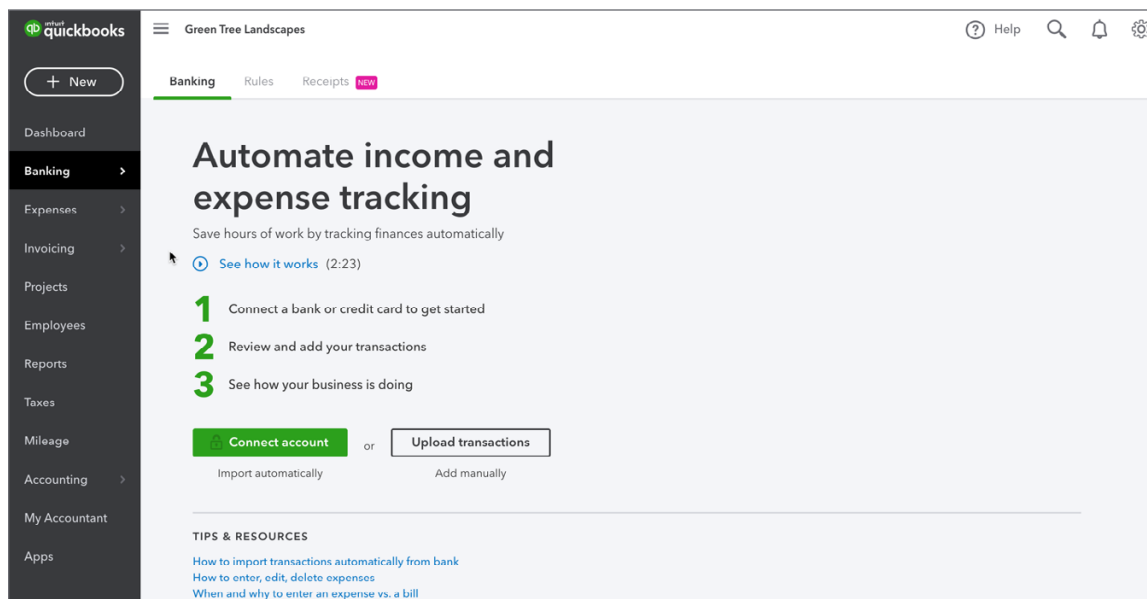 qb intuit quickbooks
Green Tree Landscapes
Help
+ New
Banking
Rules
Receipts NEW
Dashboard
Banking
Expenses
Invoicing
Projects
Employees
Reports
Taxes
Mileage
Accounting
My Accountant
Apps
Automate income and
expense tracking
Save hours of work by tracking finances automatically
See how it works (2:23)
1 Connect a bank or credit card to get started
2 Review and add your transactions
3 See how your business is doing
Connect account or Upload transactions
Import automatically
Add manually
TIPS & RESOURCES
How to import transactions automatically from bank
How to enter, edit, delete expenses
When and why to enter an expense vs. a bill